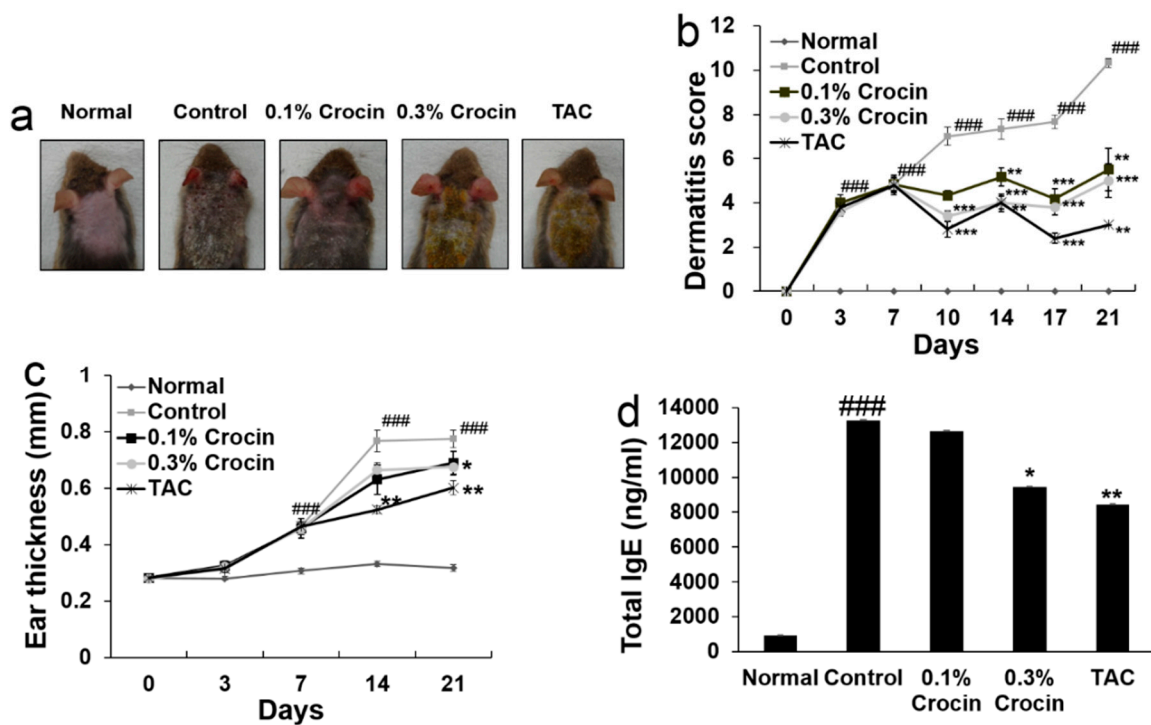 a
Normal Control 0.1% Crocin 0.3% Crocin TAC
b
Normal
Control
0.1% Crocin
0.3% Crocin
TAC
Dermatitis score
12
10
8
6
4
2
0
### ### ### ### ### ###
** *** ** ***
*** *** ** *** ***
*** *** **
0 3 7 10 14 17 21
Days
c
Normal
Control
0.1% Crocin
0.3% Crocin
TAC
Ear thickness (mm)
1
0.8
0.6
0.4
0.2
0
### ### ###
*
** **
0 3 7 14 21
Days
d
Total IgE (ng/ml)
14000
12000
10000
8000
6000
4000
2000
0
###
*
**
Normal Control 0.1% 0.3% TAC
Crocin Crocin